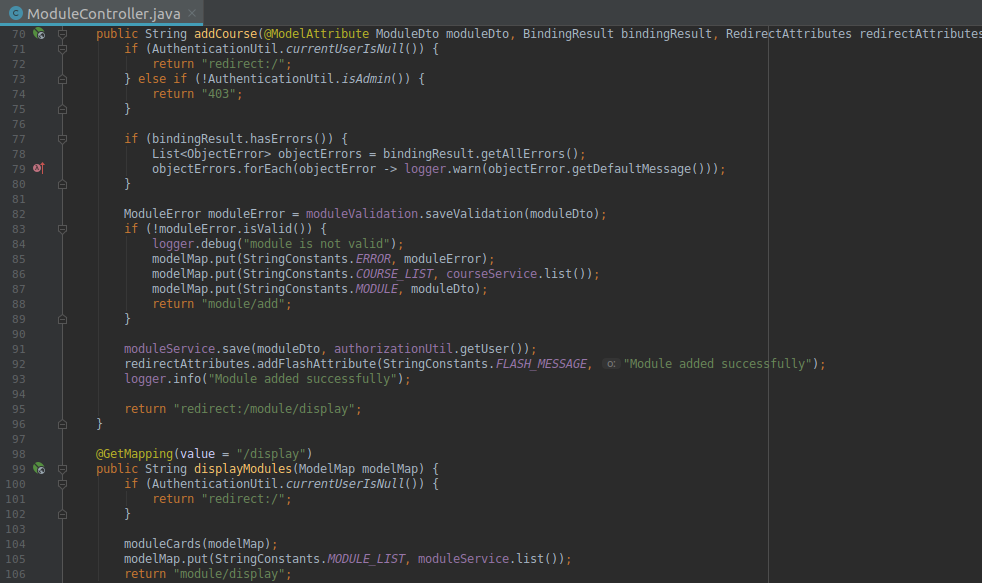 ModuleController.java ×
70 public String addCourse(@ModelAttribute ModuleDto moduleDto, BindingResult bindingResult, RedirectAttributes redirectAttributes
71 if (AuthenticationUtil.currentUserIsNull()) {
72 return "redirect:/";
73 } else if (!AuthenticationUtil.isAdmin()) {
74 return "403";
75 }
76
77 if (bindingResult.hasErrors()) {
78 List<ObjectError> objectErrors = bindingResult.getAllErrors();
79 objectErrors.forEach(objectError -> logger.warn(objectError.getDefaultMessage()));
80 }
81
82 ModuleError moduleError = moduleValidation.saveValidation(moduleDto);
83 if (!moduleError.isValid()) {
84 logger.debug("module is not valid");
85 modelMap.put(StringConstants.ERROR, moduleError);
86 modelMap.put(StringConstants.COURSE_LIST, courseService.list());
87 modelMap.put(StringConstants.MODULE, moduleDto);
88 return "module/add";
89 }
90
91 moduleService.save(moduleDto, authorizationUtil.getUser());
92 redirectAttributes.addFlashAttribute(StringConstants.FLASH_MESSAGE, o: "Module added successfully");
93 logger.info("Module added successfully");
94
95 return "redirect:/module/display";
96 }
97
98 @GetMapping(value = "/display")
99 public String displayModules(ModelMap modelMap) {
100 if (AuthenticationUtil.currentUserIsNull()) {
101 return "redirect:/";
102 }
103
104 moduleCards(modelMap);
105 modelMap.put(StringConstants.MODULE_LIST, moduleService.list());
106 return "module/display";